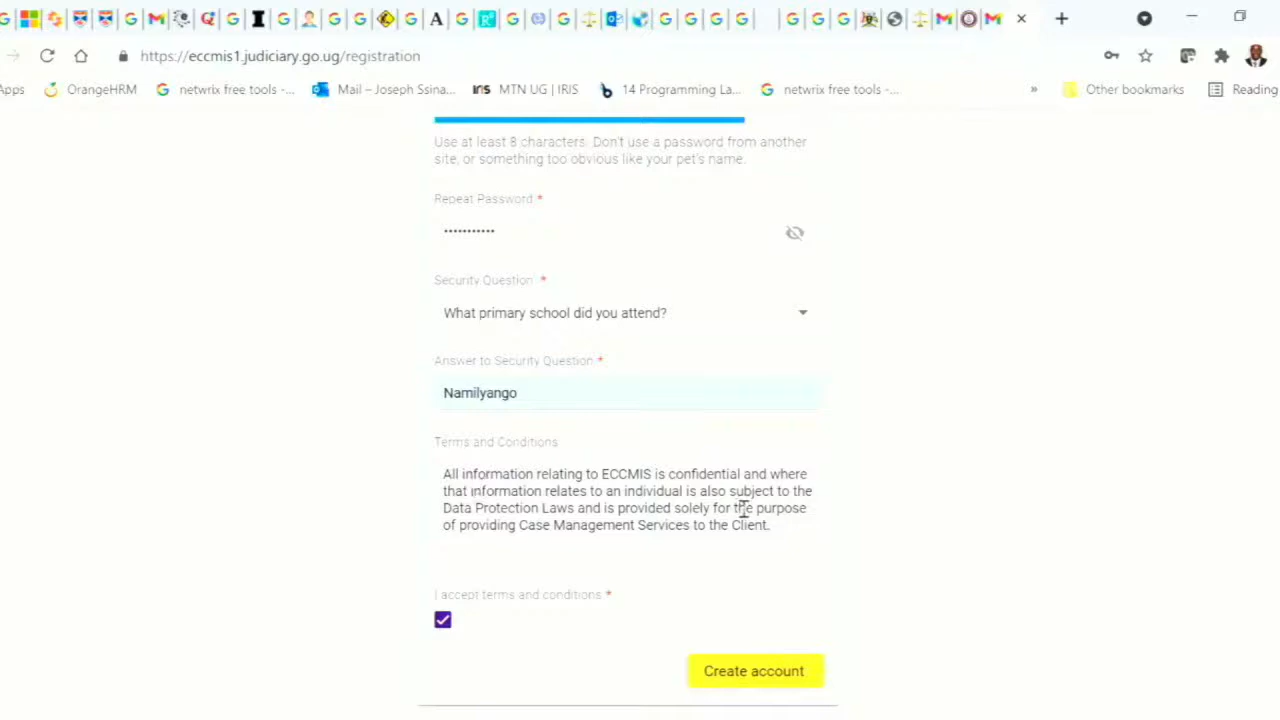 https://eccmis1.judiciary.go.ug/registration
Apps OrangeHRM netwrix free tools -... Mail – Joseph Ssina... MTN UG | IRIS 14 Programming La... netwrix free tools -... » Other bookmarks Reading
Use at least 8 characters. Don't use a password from another
site, or something too obvious like your pet's name.
Repeat Password *
•••••••••••
Security Question *
What primary school did you attend?
Answer to Security Question *
Namilyango
Terms and Conditions
All information relating to ECCMIS is confidential and where
that information relates to an individual is also subject to the
Data Protection Laws and is provided solely for the purpose
of providing Case Management Services to the Client.
I accept terms and conditions *
Create account